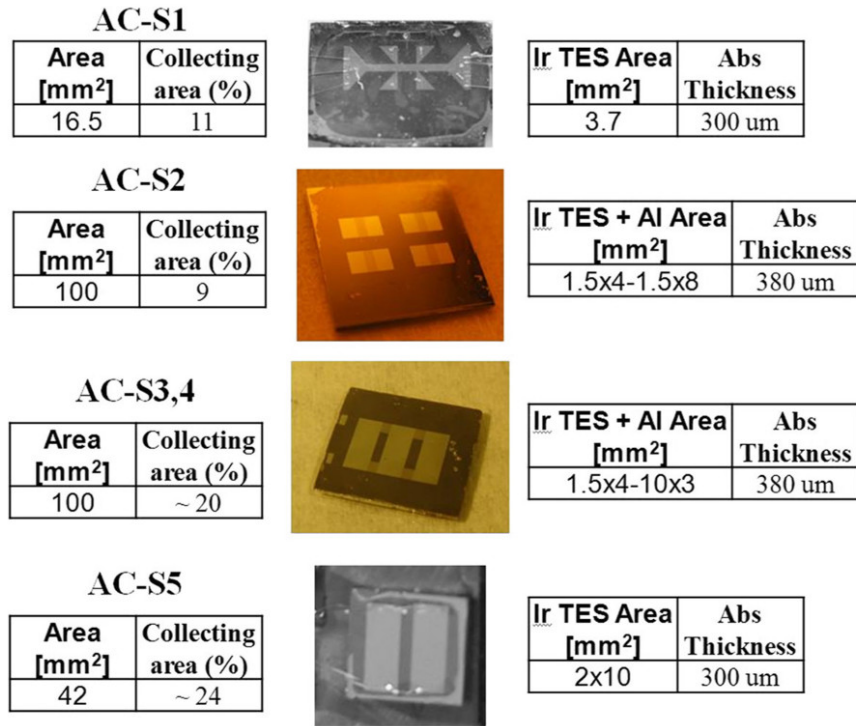 AC-S1
Area [mm²] Collecting area (%)
16.5 11
Ir TES Area [mm²] Abs Thickness
3.7 300 um
AC-S2
Area [mm²] Collecting area (%)
100 9
Ir TES + Al Area [mm²] Abs Thickness
1.5x4-1.5x8 380 um
AC-S3,4
Area [mm²] Collecting area (%)
100 ~ 20
Ir TES + Al Area [mm²] Abs Thickness
1.5x4-10x3 380 um
AC-S5
Area [mm²] Collecting area (%)
42 ~ 24
Ir TES Area [mm²] Abs Thickness
2x10 300 um